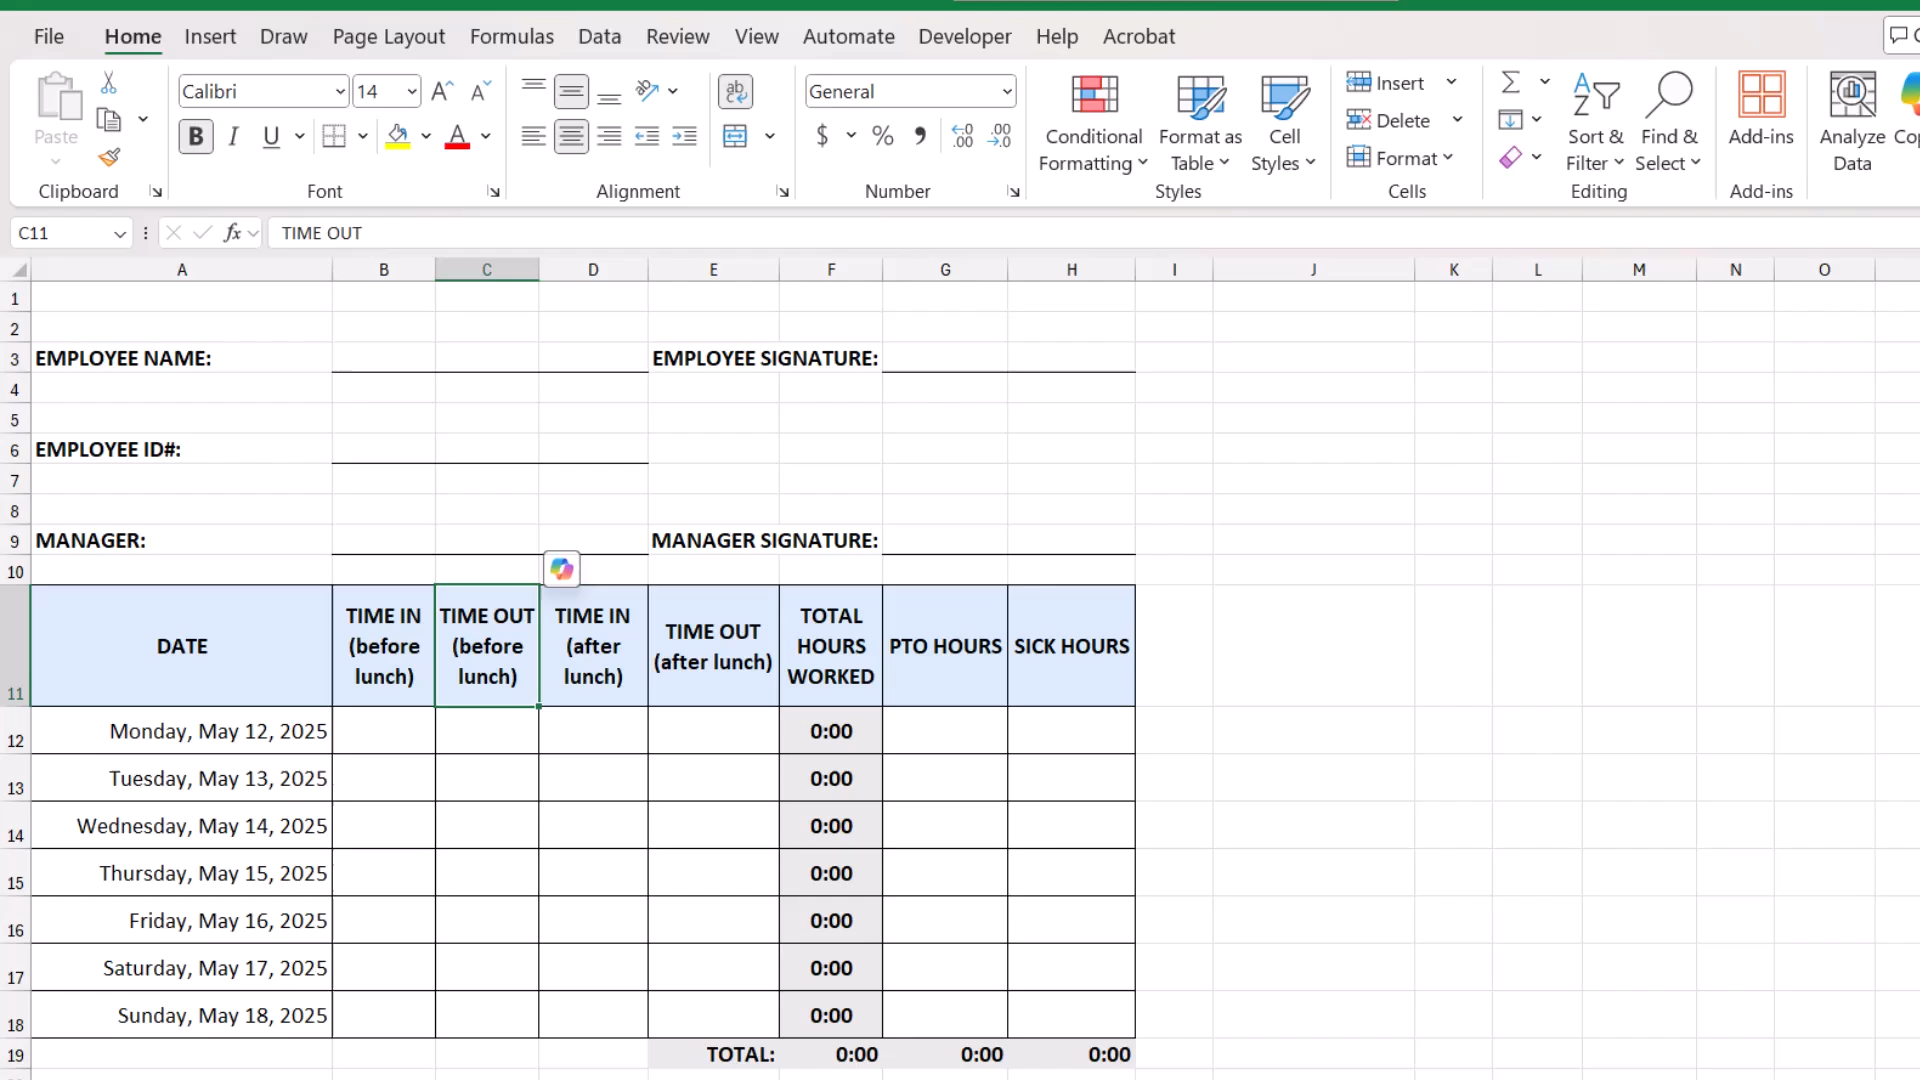 File Home Insert Draw Page Layout Formulas Data Review View Automate Developer Help Acrobat
Calibri 14 General
Paste
B I U A
$ % 9
Conditional Formatting
Format as Table
Cell Styles
Insert
Delete
Format
Sort & Filter
Find & Select
Add-ins
Analyze Data
Clipboard Font Alignment Number Styles Cells Editing Add-ins
C11 fx TIME OUT
A B C D E F G H I J K L M N O
1
2
3 EMPLOYEE NAME: EMPLOYEE SIGNATURE:
4
5
6 EMPLOYEE ID#:
7
8
9 MANAGER: MANAGER SIGNATURE:
10
11 DATE
TIME IN (before lunch)
TIME OUT (before lunch)
TIME IN (after lunch)
TIME OUT (after lunch)
TOTAL HOURS WORKED
PTO HOURS
SICK HOURS
12 Monday, May 12, 2025 0:00
13 Tuesday, May 13, 2025 0:00
14 Wednesday, May 14, 2025 0:00
15 Thursday, May 15, 2025 0:00
16 Friday, May 16, 2025 0:00
17 Saturday, May 17, 2025 0:00
18 Sunday, May 18, 2025 0:00
19 TOTAL: 0:00 0:00 0:00